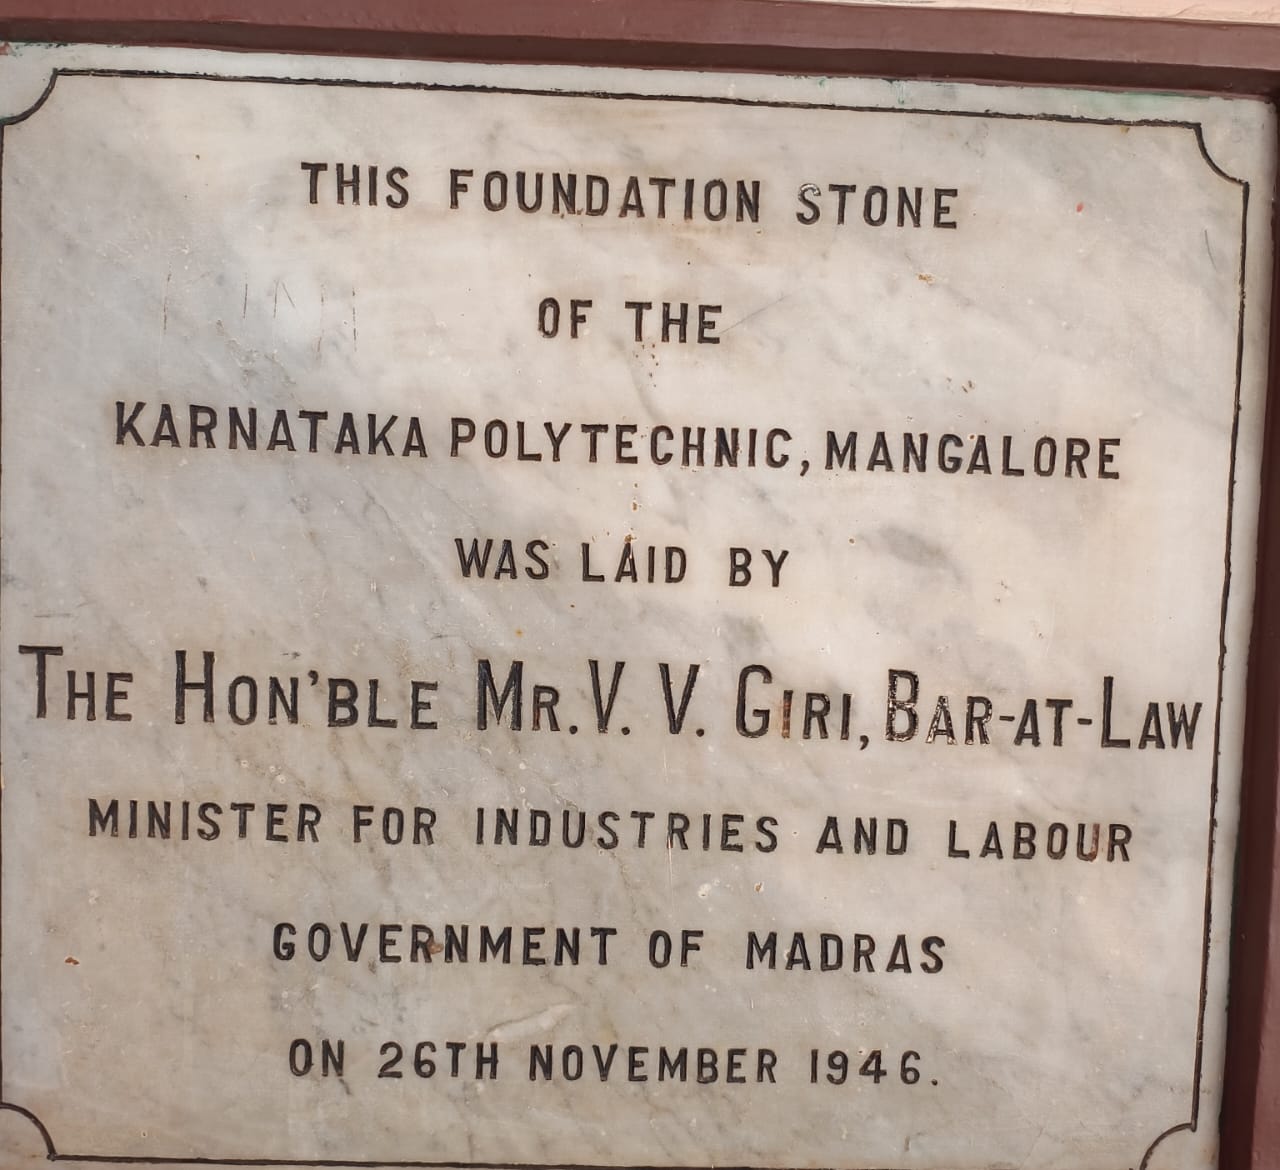 THIS FOUNDATION STONE
OF THE
KARNATAKA POLYTECHNIC, MANGALORE
WAS LAID BY
THE HON'BLE MR. V. V. GIRI, BAR-AT-LAW
MINISTER FOR INDUSTRIES AND LABOUR
GOVERNMENT OF MADRAS
ON 26TH NOVEMBER 1946.